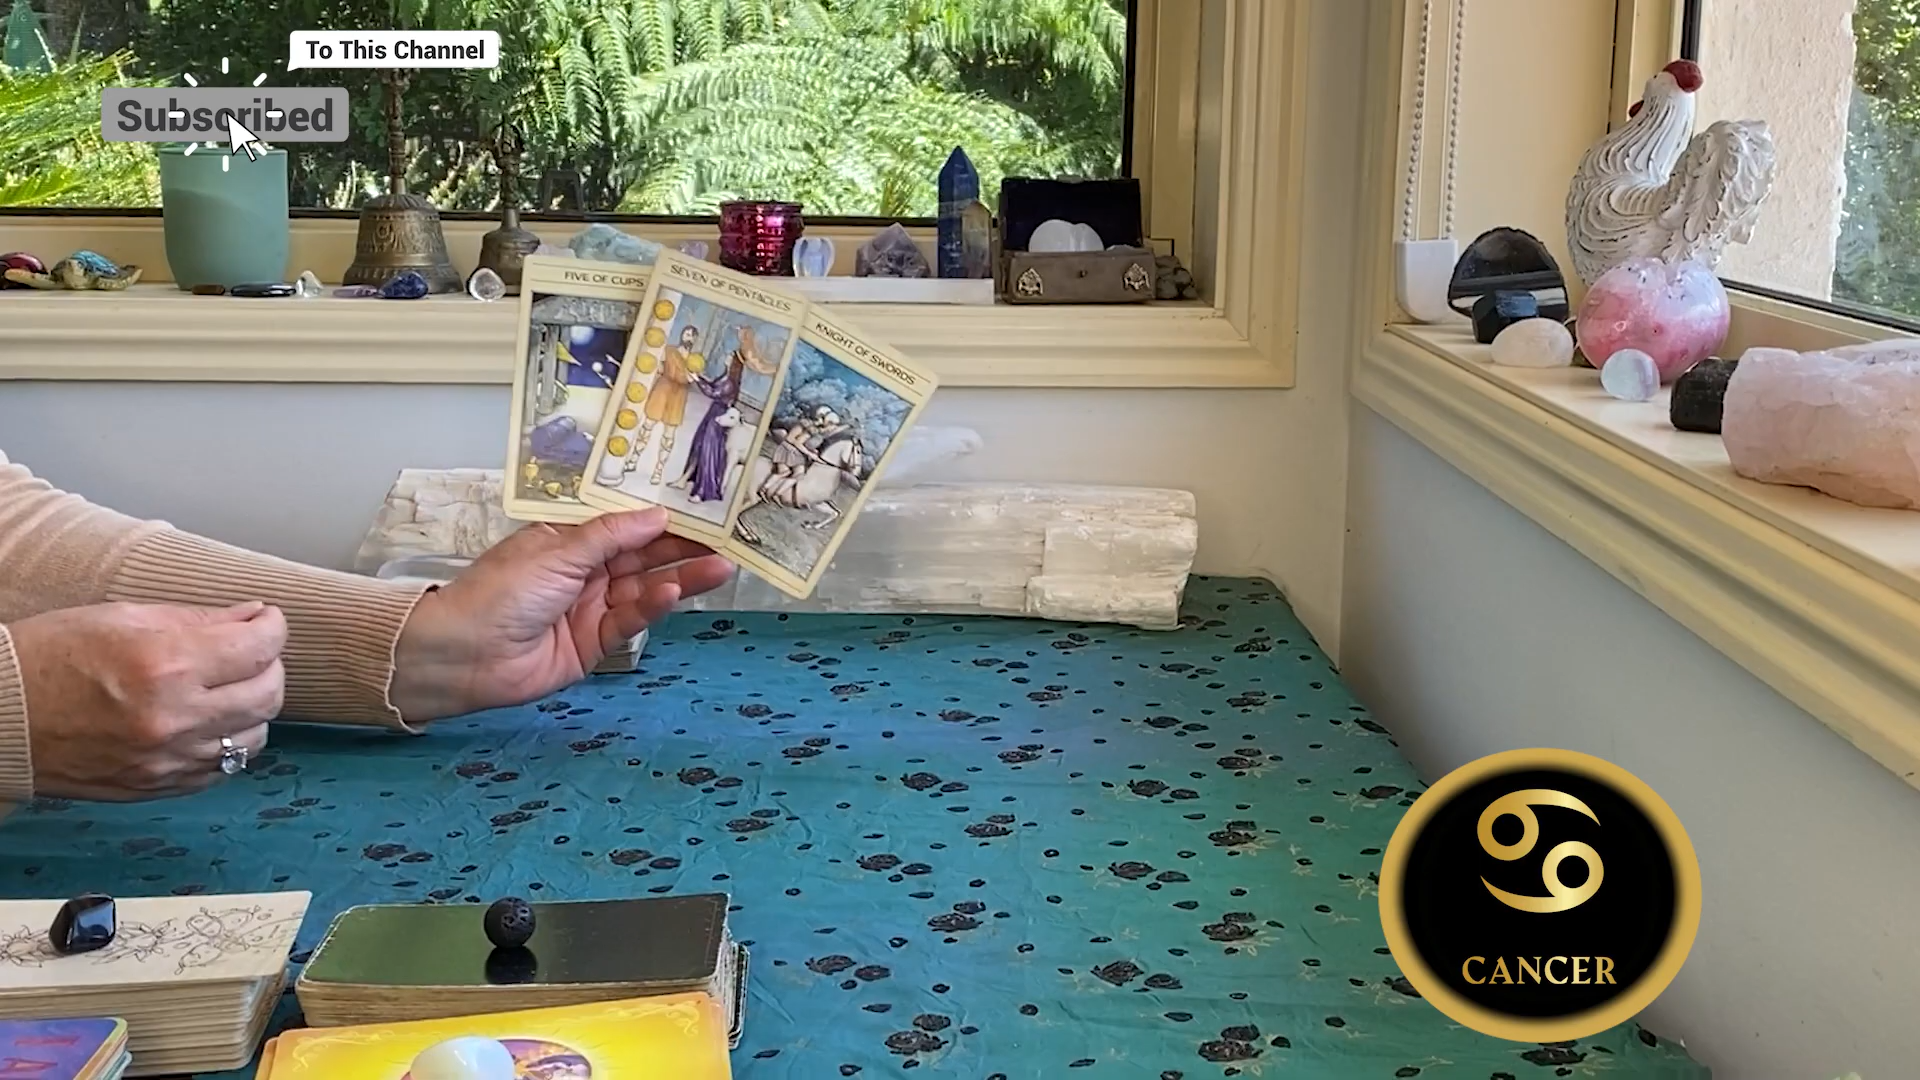 To This Channel
Subscribed
FIVE OF CUPS
SEVEN OF PENTACLES
KNIGHT OF SWORDS
CANCER